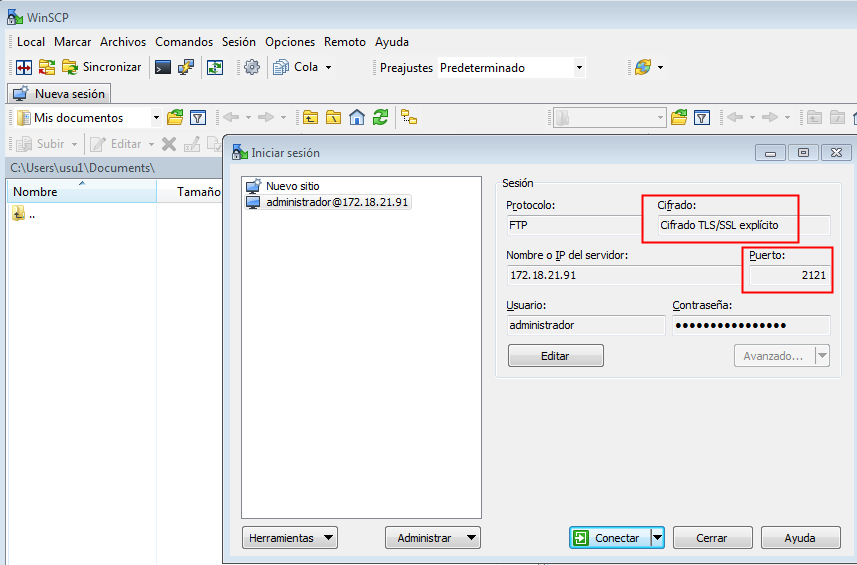 WinSCP
Local Marcar Archivos Comandos Sesión Opciones Remoto Ayuda
Sincronizar Cola Preajustes Predeterminado
Nueva sesión
Mis documentos
Subir Editar
C:\Users\usu1\Documents\
Nombre Tamaño
..
Iniciar sesión
Nuevo sitio
administrador@172.18.21.91
Sesión
Protocolo: Cifrado:
FTP Cifrado TLS/SSL explícito
Nombre o IP del servidor: Puerto:
172.18.21.91 2121
Usuario: Contraseña:
administrador ●●●●●●●●●●●●●●●●
Editar Avanzado...
Herramientas Administrar Conectar Cerrar Ayuda